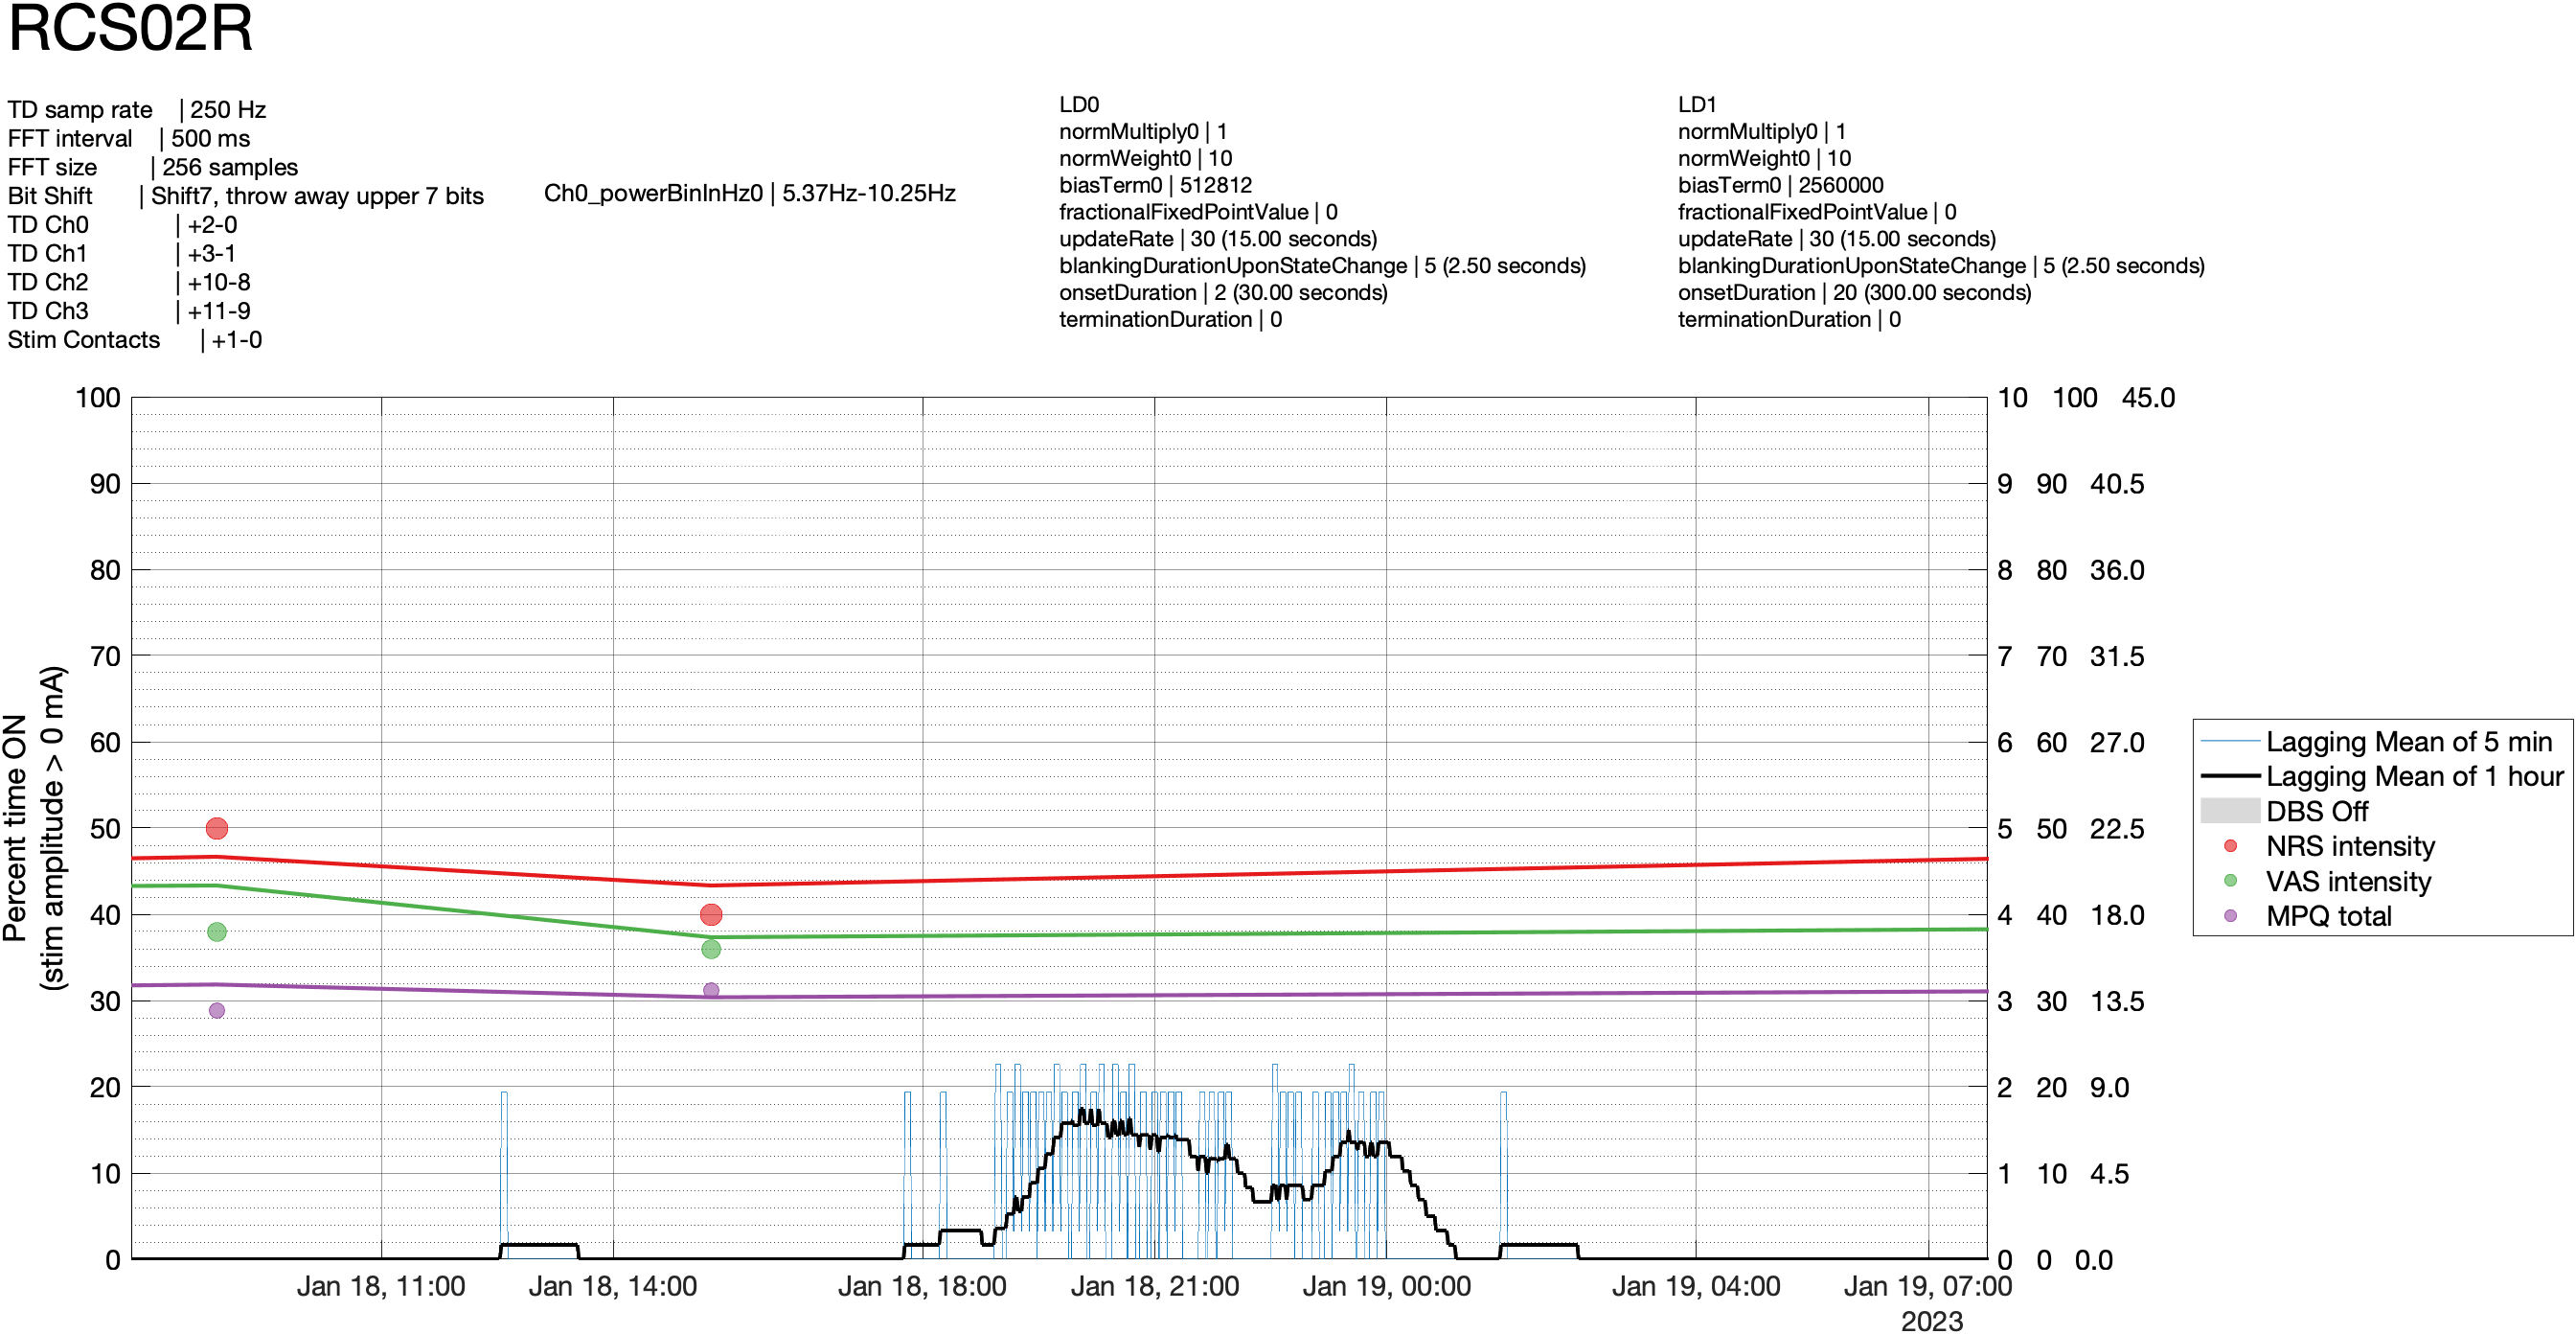 RCS02R
TD samp rate | 250 Hz
FFT interval | 500 ms
FFT size | 256 samples
Bit Shift | Shift7, throw away upper 7 bits
TD Ch0 | +2-0
TD Ch1 | +3-1
TD Ch2 | +10-8
TD Ch3 | +11-9
Stim Contacts | +1-0
Ch0_powerBinInHz0 | 5.37Hz-10.25Hz
LD0
normMultiply0 | 1
normWeight0 | 10
biasTerm0 | 512812
fractionalFixedPointValue | 0
updateRate | 30 (15.00 seconds)
blankingDurationUponStateChange | 5 (2.50 seconds)
onsetDuration | 2 (30.00 seconds)
terminationDuration | 0
LD1
normMultiply0 | 1
normWeight0 | 10
biasTerm0 | 2560000
fractionalFixedPointValue | 0
updateRate | 30 (15.00 seconds)
blankingDurationUponStateChange | 5 (2.50 seconds)
onsetDuration | 20 (300.00 seconds)
terminationDuration | 0
Percent time ON
(stim amplitude > 0 mA)
100
90
80
70
60
50
40
30
20
10
0
10 100 45.0
9 90 40.5
8 80 36.0
7 70 31.5
6 60 27.0
5 50 22.5
4 40 18.0
3 30 13.5
2 20 9.0
1 10 4.5
0 0 0.0
Jan 18, 11:00 Jan 18, 14:00 Jan 18, 18:00 Jan 18, 21:00 Jan 19, 00:00 Jan 19, 04:00 Jan 19, 07:00
2023
Lagging Mean of 5 min
Lagging Mean of 1 hour
DBS Off
NRS intensity
VAS intensity
MPQ total